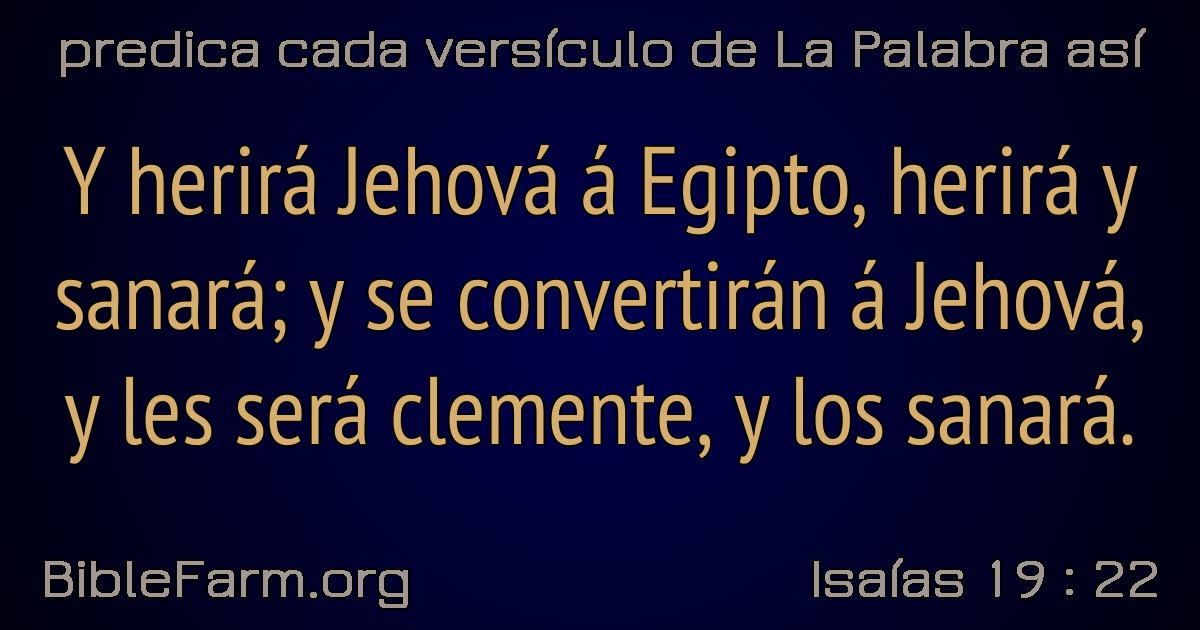 predica cada versículo de La Palabra así
Y herirá Jehová á Egipto, herirá y
sanará; y se convertirán á Jehová,
y les será clemente, y los sanará.
BibleFarm.org
Isaías 19 : 22